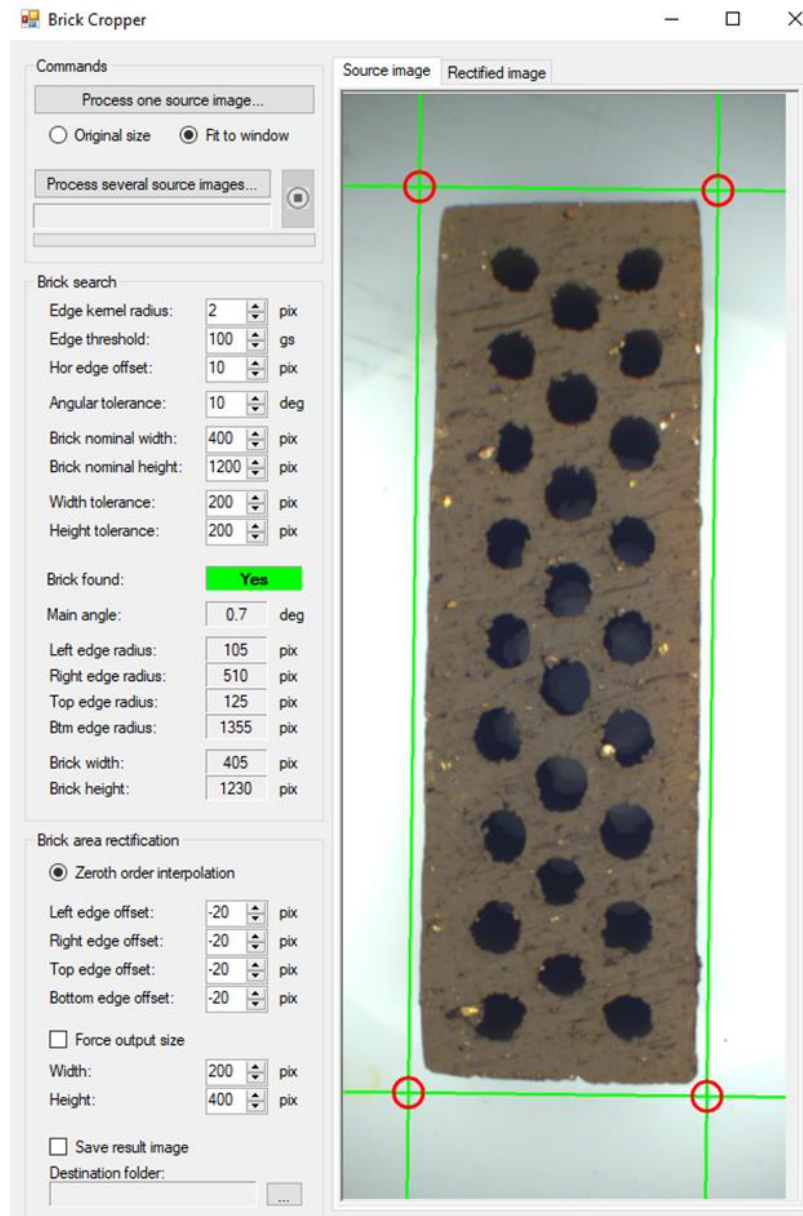 Brick Cropper
Commands
Process one source image...
Original size Fit to window
Process several source images...
Brick search
Edge kernel radius: 2 pix
Edge threshold: 100 gs
Hor edge offset: 10 pix
Angular tolerance: 10 deg
Brick nominal width: 400 pix
Brick nominal height: 1200 pix
Width tolerance: 200 pix
Height tolerance: 200 pix
Brick found: Yes
Main angle: 0.7 deg
Left edge radius: 105 pix
Right edge radius: 510 pix
Top edge radius: 125 pix
Btm edge radius: 1355 pix
Brick width: 405 pix
Brick height: 1230 pix
Brick area rectification
Zeroth order interpolation
Left edge offset: -20 pix
Right edge offset: -20 pix
Top edge offset: -20 pix
Bottom edge offset: -20 pix
Force output size
Width: 200 pix
Height: 400 pix
Save result image
Destination folder:
...
Source image Rectified image